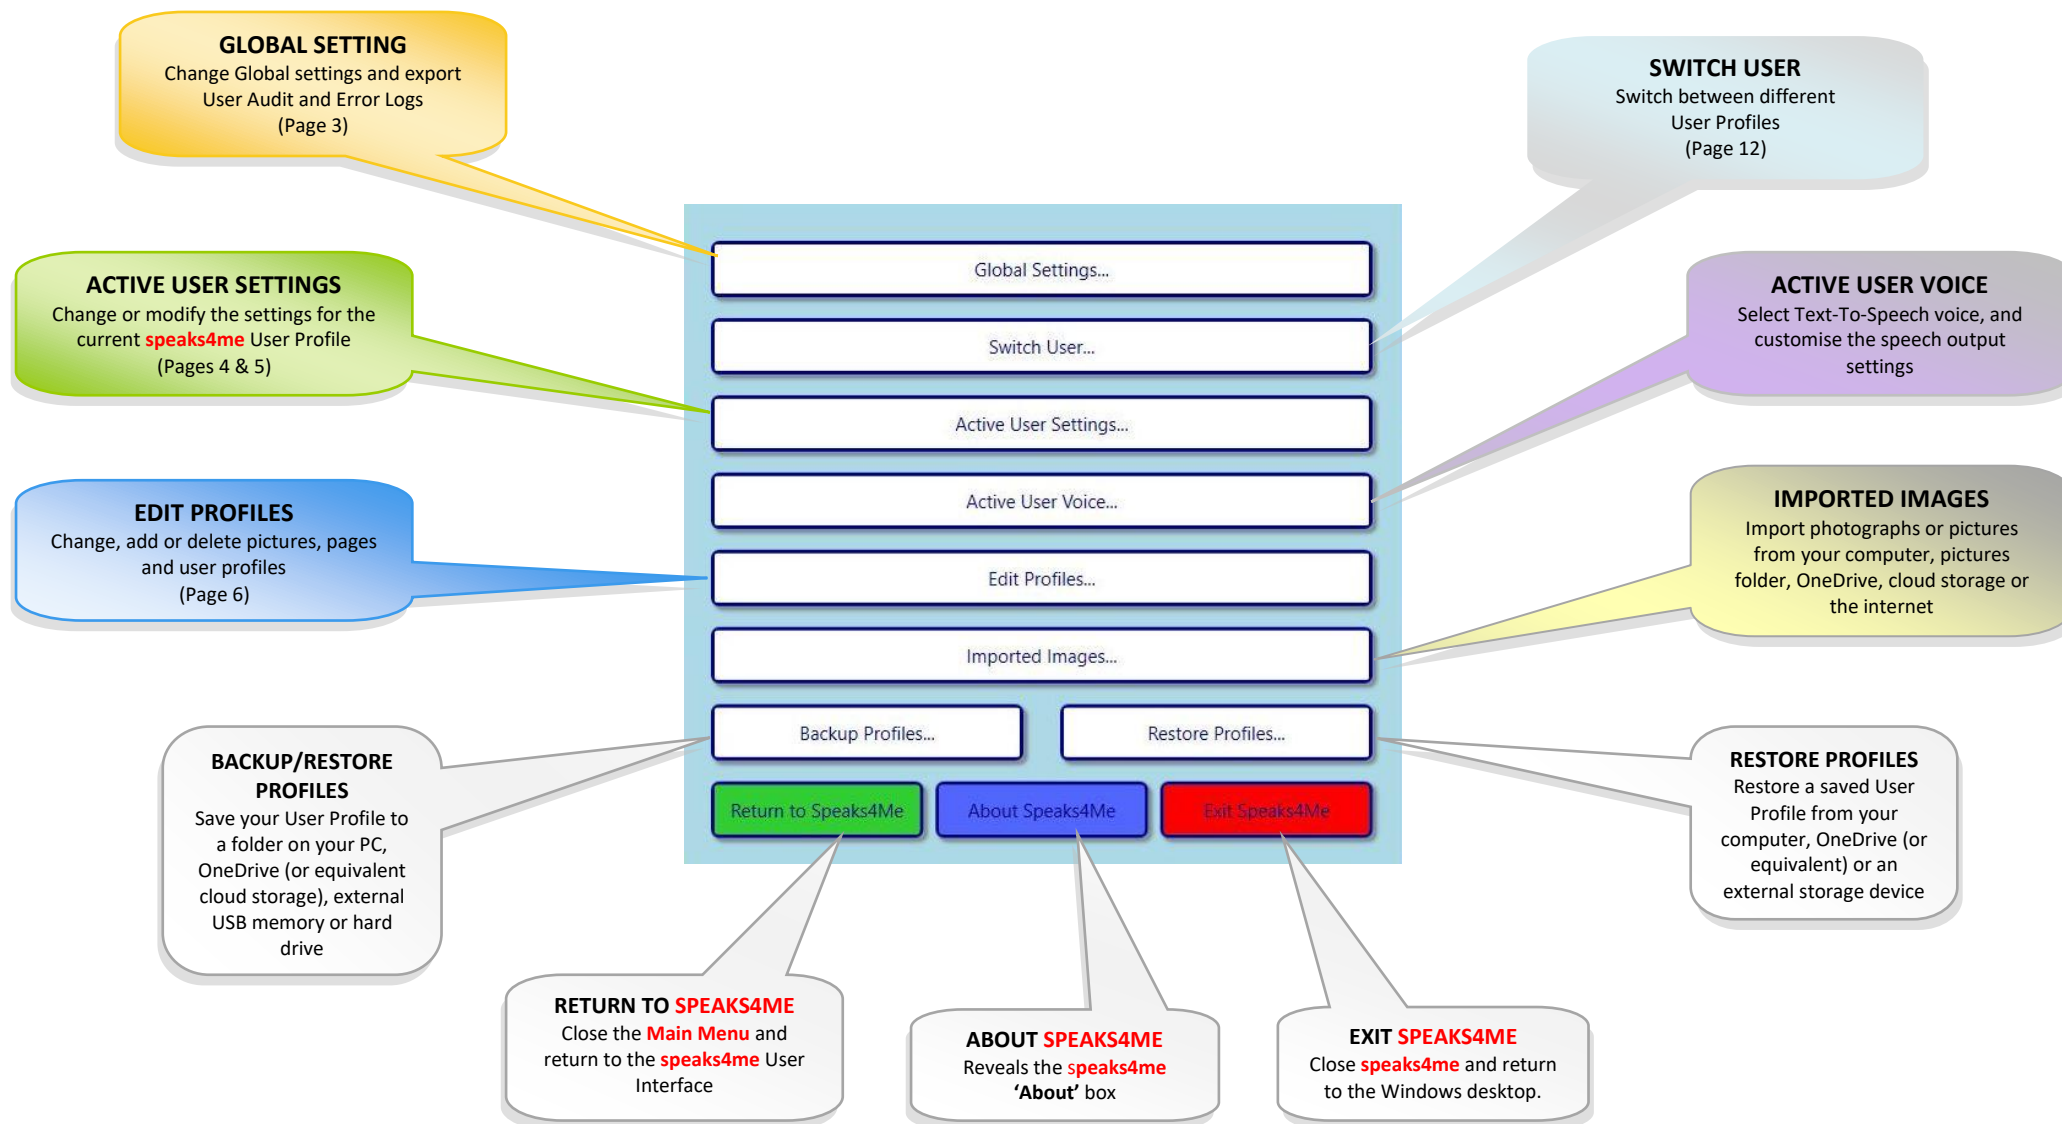 GLOBAL SETTING
Change Global settings and export
User Audit and Error Logs
(Page 3)
SWITCH USER
Switch between different
User Profiles
(Page 12)
ACTIVE USER SETTINGS
Change or modify the settings for the
current speaks4me User Profile
(Pages 4 & 5)
ACTIVE USER VOICE
Select Text-To-Speech voice, and
customise the speech output
settings
EDIT PROFILES
Change, add or delete pictures, pages
and user profiles
(Page 6)
IMPORTED IMAGES
Import photographs or pictures
from your computer, pictures
folder, OneDrive, cloud storage or
the internet
Global Settings...
Switch User...
Active User Settings...
Active User Voice...
Edit Profiles...
Imported Images...
Backup Profiles...
Restore Profiles...
Return to Speaks4Me
About Speaks4Me
Exit Speaks4Me
BACKUP/RESTORE
PROFILES
Save your User Profile to
a folder on your PC,
OneDrive (or equivalent
cloud storage), external
USB memory or hard
drive
RESTORE PROFILES
Restore a saved User
Profile from your
computer, OneDrive (or
equivalent) or an
external storage device
RETURN TO SPEAKS4ME
Close the Main Menu and
return to the speaks4me User
Interface
ABOUT SPEAKS4ME
Reveals the speaks4me
‘About’ box
EXIT SPEAKS4ME
Close speaks4me and return
to the Windows desktop.